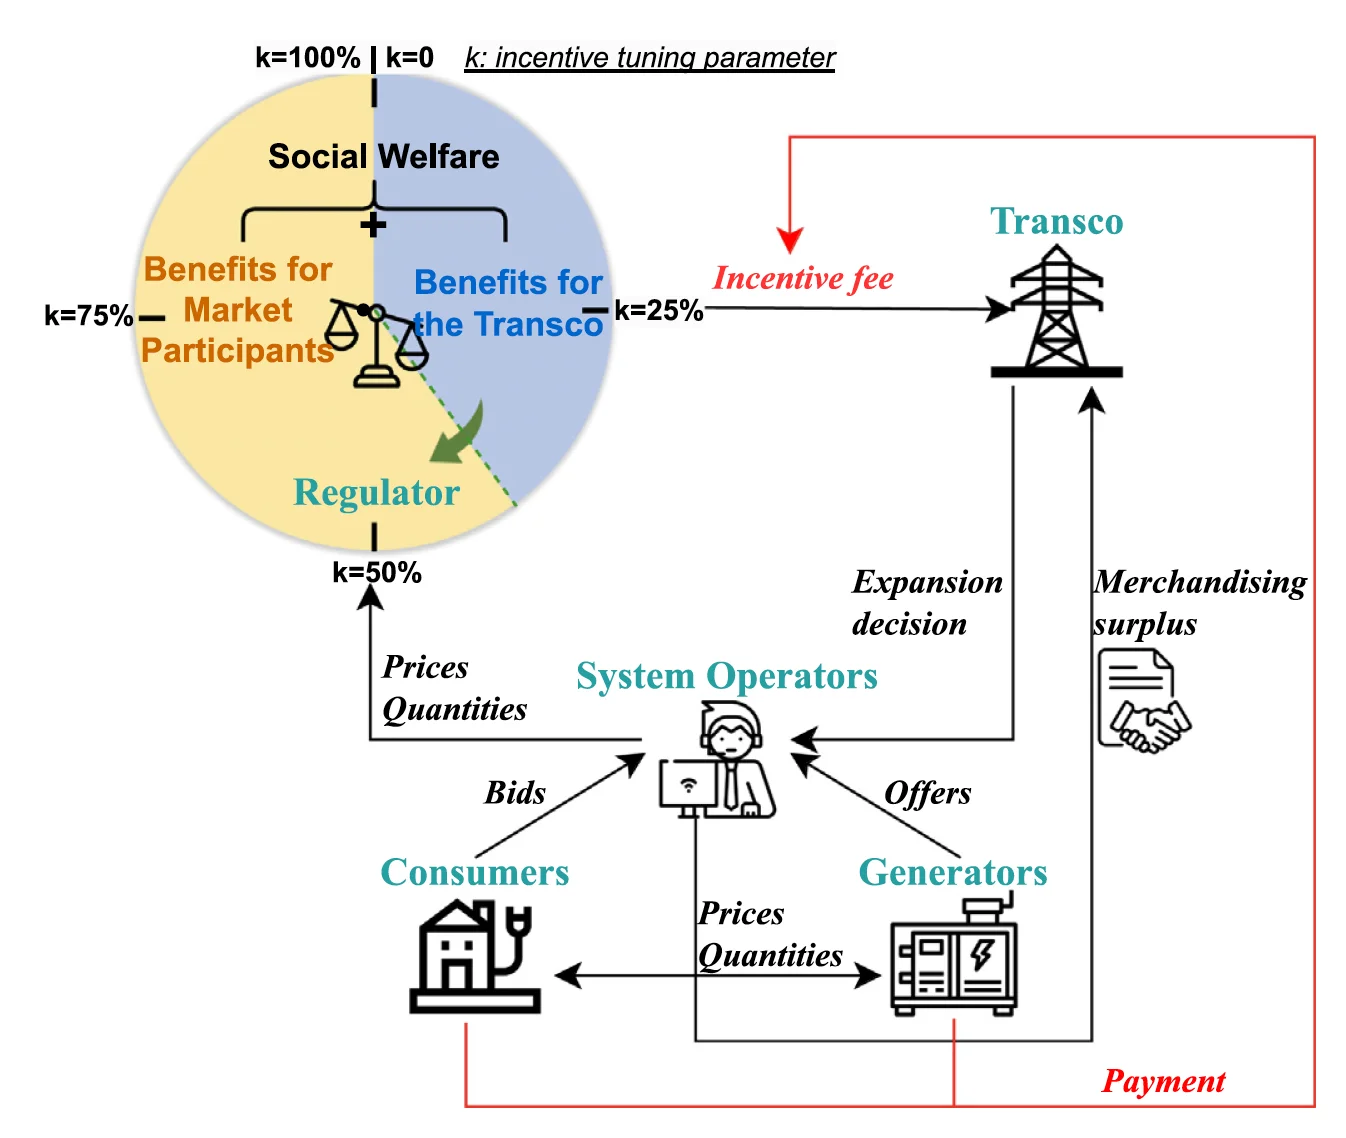 k=100% | k=0
k: incentive tuning parameter
Social Welfare
+
Benefits for
Market
Participants
Benefits for
the Transco
k=75%
k=25%
Regulator
k=50%
Incentive fee
Transco
Expansion
decision
Merchandising
surplus
Prices
Quantities
System Operators
Bids
Offers
Consumers
Generators
Prices
Quantities
Payment